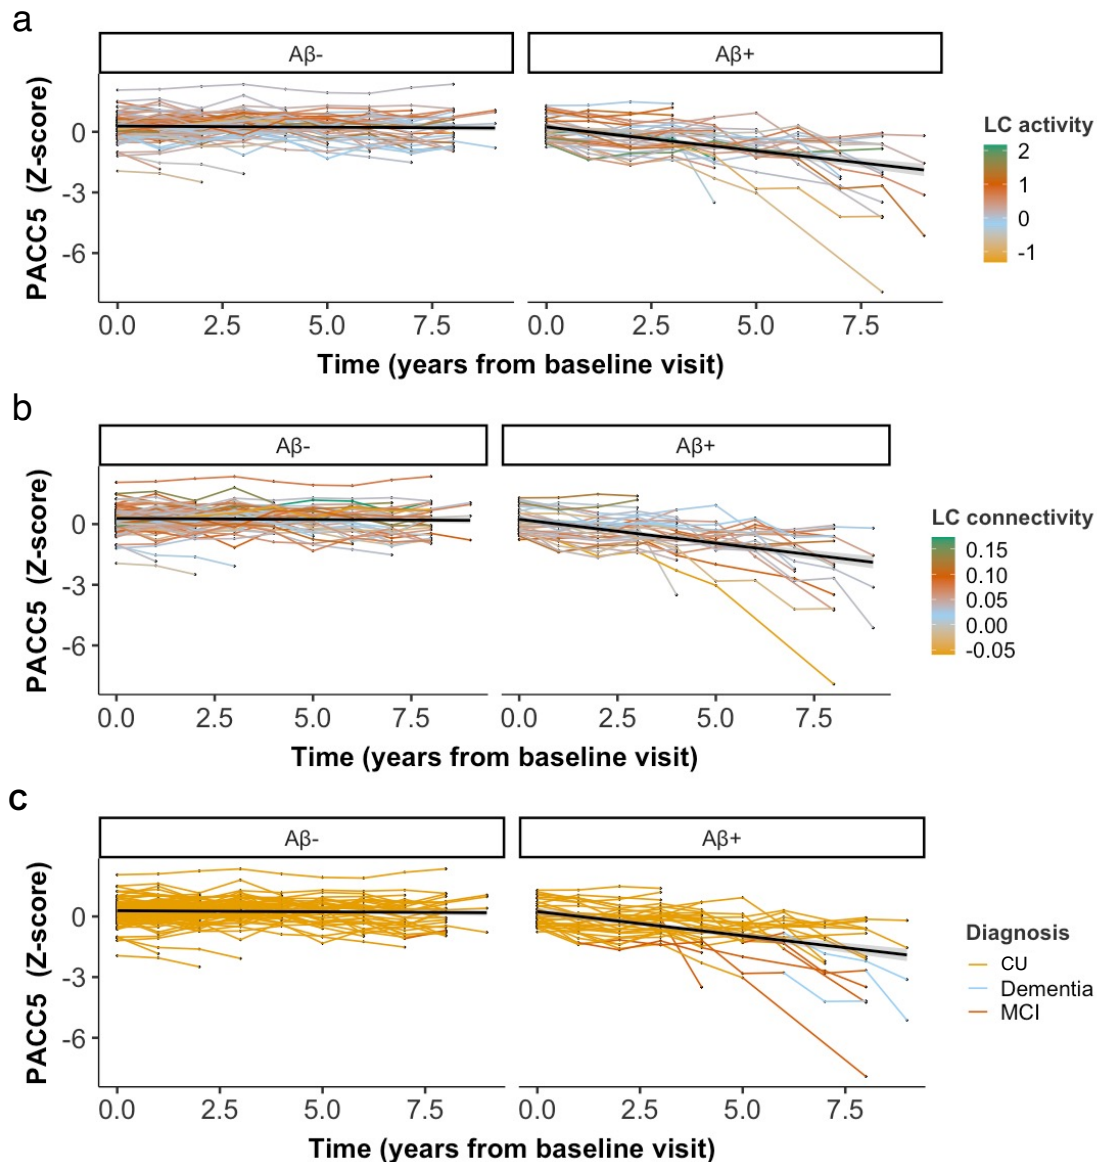 a
Aβ-
Aβ+
PACC5 (Z-score)
0
-3
-6
0.0 2.5 5.0 7.5
0.0 2.5 5.0 7.5
Time (years from baseline visit)
LC activity
2
1
0
-1
b
Aβ-
Aβ+
PACC5 (Z-score)
0
-3
-6
0.0 2.5 5.0 7.5
0.0 2.5 5.0 7.5
Time (years from baseline visit)
LC connectivity
0.15
0.10
0.05
0.00
-0.05
c
Aβ-
Aβ+
PACC5 (Z-score)
0
-3
-6
0.0 2.5 5.0 7.5
0.0 2.5 5.0 7.5
Time (years from baseline visit)
Diagnosis
CU
Dementia
MCI